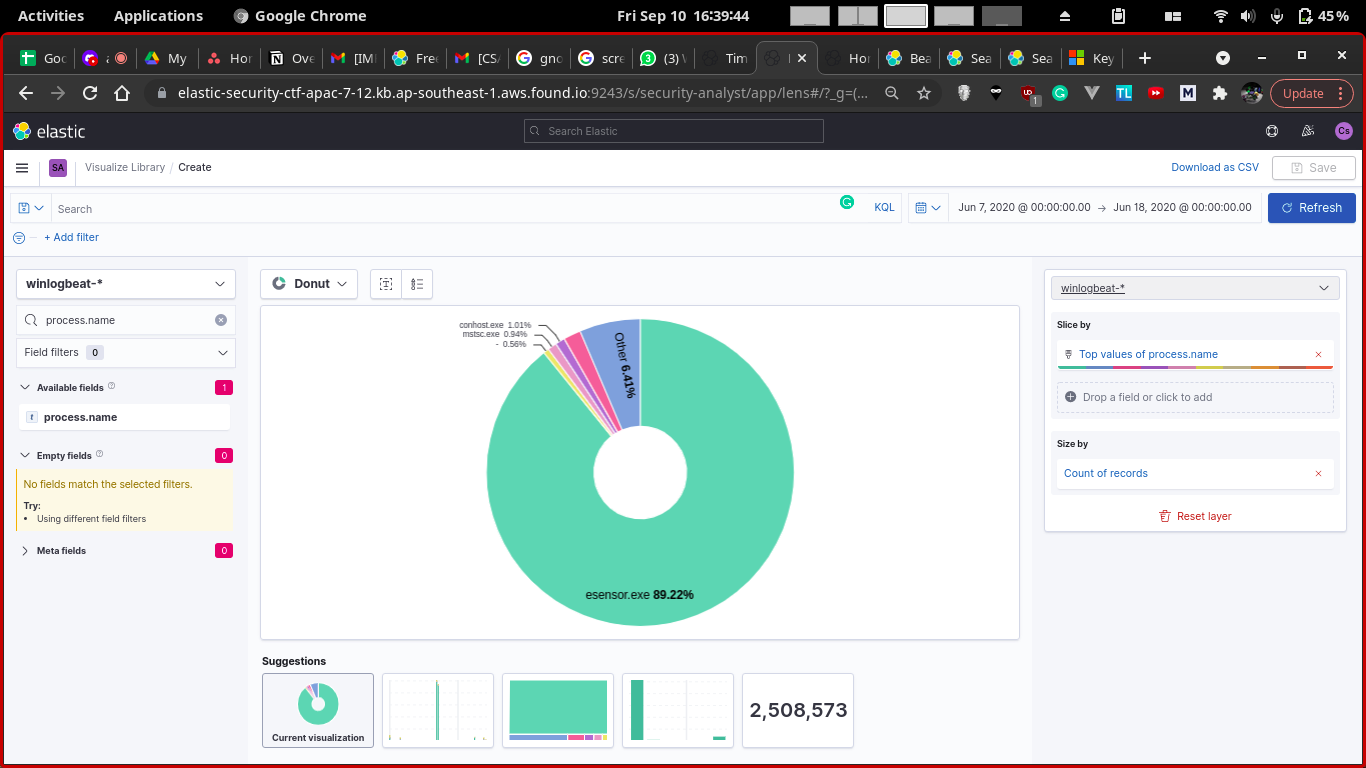 Activities Applications Google Chrome Fri Sep 10 16:39:44 45%
Goo a My Hor Ove [IM Free [CS gno scre (3) Tim Hor Bea Sea Sea Key
elastic-security-ctf-apac-7-12.kb.ap-southeast-1.aws.found.io:9243/s/security-analyst/app/lens#/?_g=(... UD 1 TL M Update
elastic Search Elastic Cs
SA Visualize Library / Create Download as CSV Save
Search KQL Jun 7, 2020 @ 00:00:00.00 → Jun 18, 2020 @ 00:00:00.00 Refresh
+ Add filter
winlogbeat-*
process.name
Field filters 0
Available fields 1
t process.name
Empty fields 0
No fields match the selected filters.
Try:
• Using different field filters
Meta fields 0
Donut
conhost.exe 1.01%
mstsc.exe 0.94%
- 0.56%
Other 6.41%
esensor.exe 89.22%
Suggestions
Current visualization
2,508,573
winlogbeat-*
Slice by
Top values of process.name
Drop a field or click to add
Size by
Count of records
Reset layer